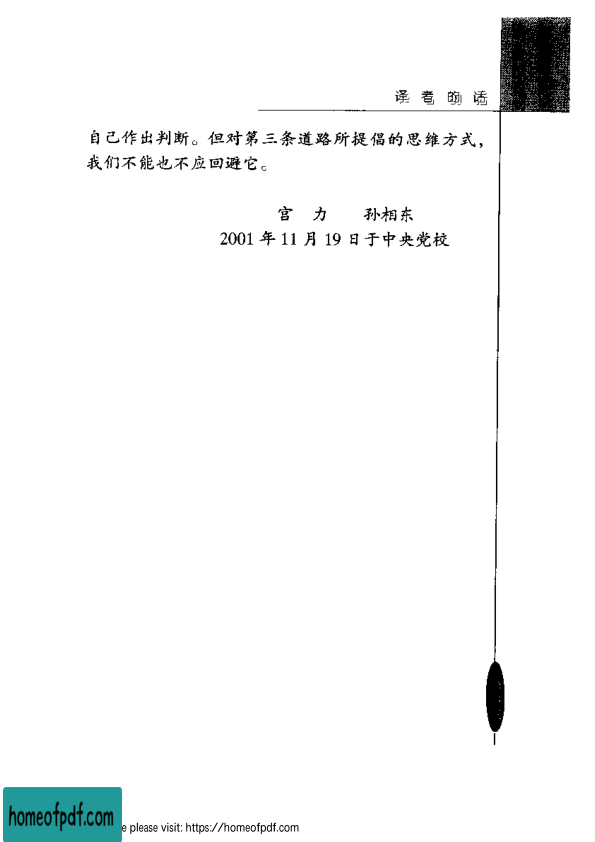 译者的话
自己作出判断。但对第三条道路所提倡的思维方式，
我们不能也不应回避它。
宫 力 孙相东
2001 年 11 月 19 日于中央党校
homeofpdf.com
e please visit: https://homeofpdf.com